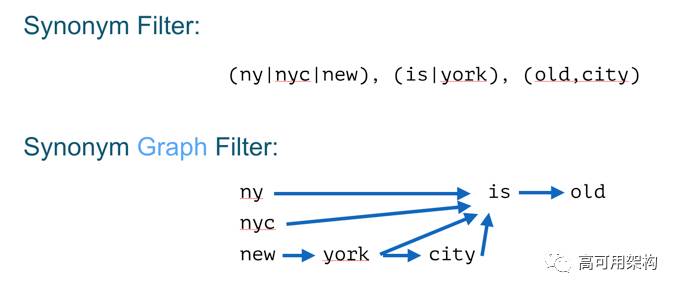 Synonym Filter:
(ny|nyc|new), (is|york), (old,city)
Synonym Graph Filter:
ny is old
nyc
new york city
高可用架构